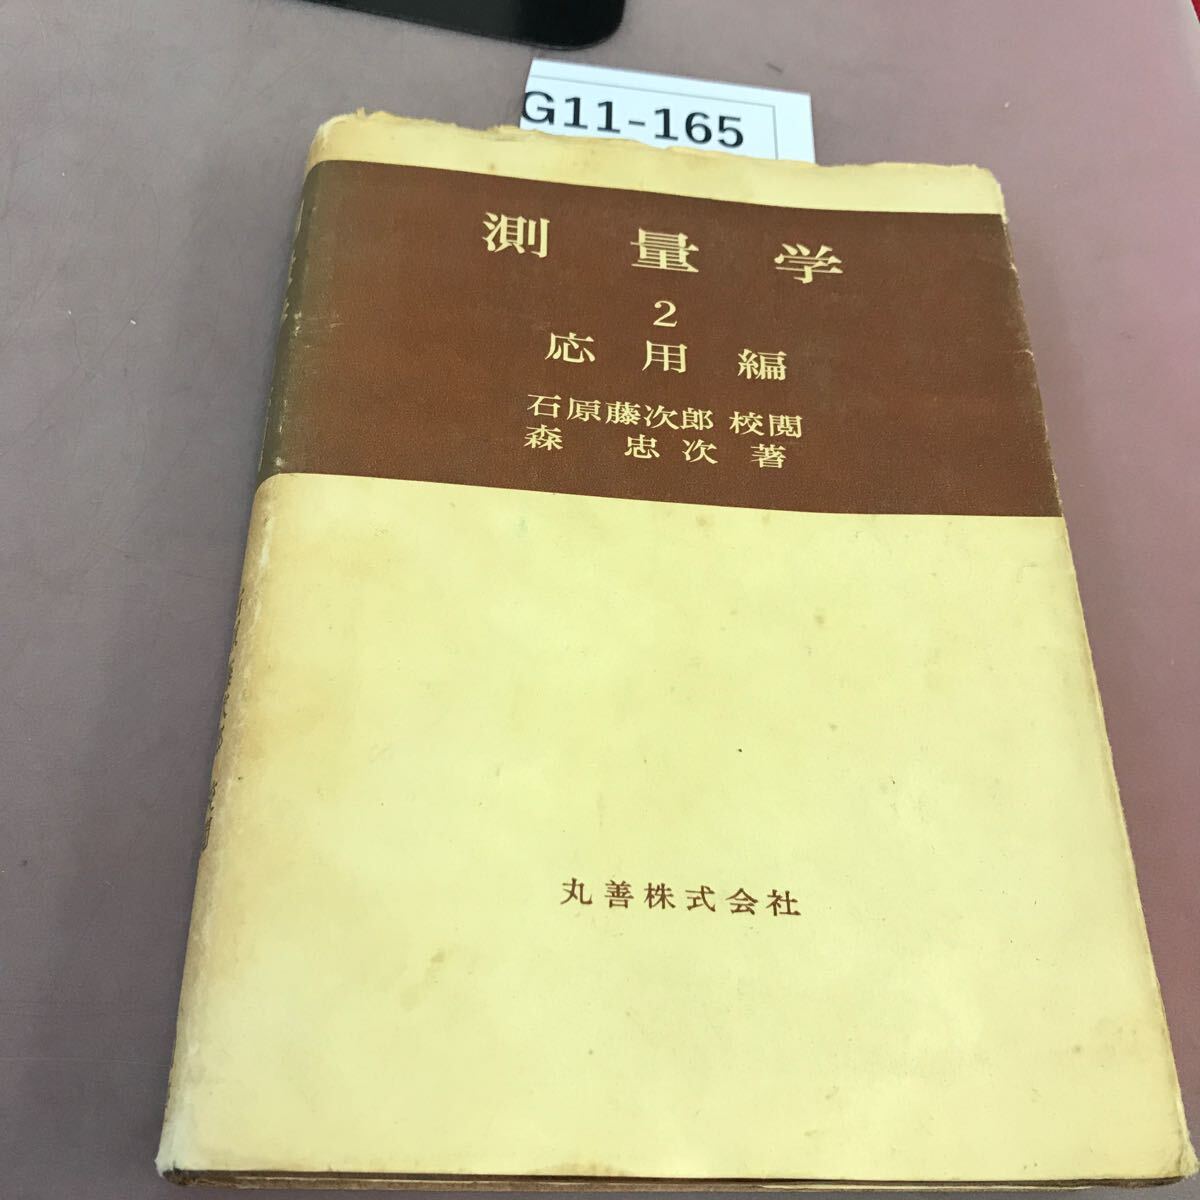 G11-165
測量学
2
応用編
石原藤次郎 校閲
森 忠次 著
丸善株式会社